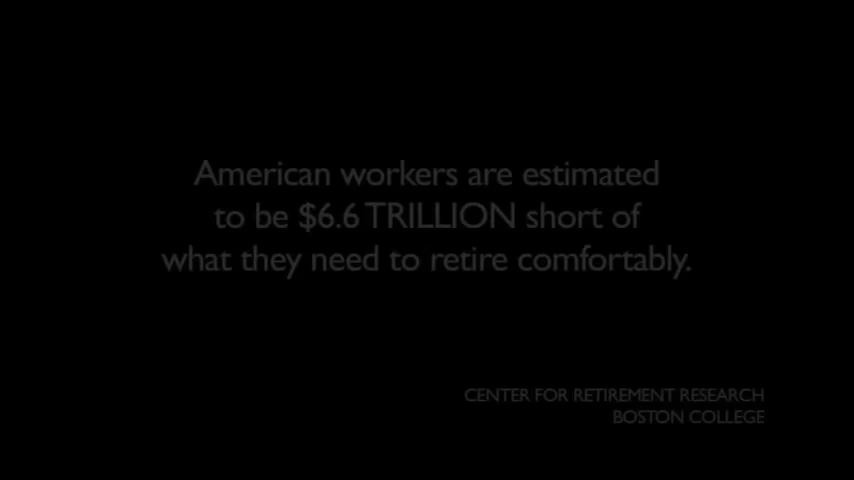 American workers are estimated
to be $6.6 TRILLION short of
what they need to retire comfortably.
CENTER FOR RETIREMENT RESEARCH
BOSTON COLLEGE